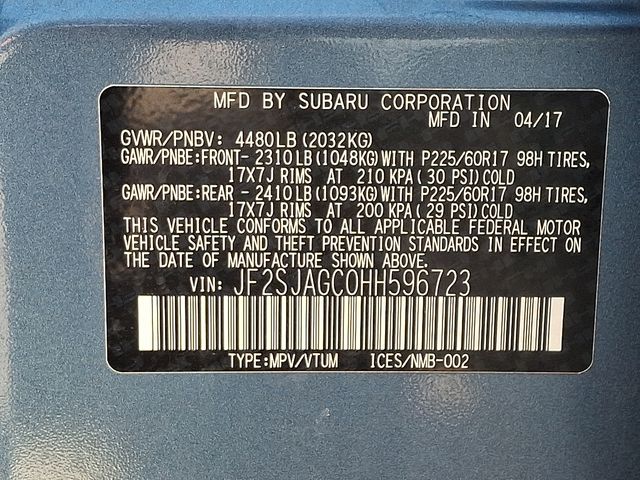 MFD BY SUBARU CORPORATION
MFD IN 04/17
GVWR/PNBV: 4480LB (2032KG)
GAWR/PNBE:FRONT- 2310LB(1048KG)WITH P225/60R17 98H TIRES,
17X7J RIMS AT 210 KPA(30 PSI)COLD
GAWR/PNBE:REAR - 2410LB(1093KG)WITH P225/60R17 98H TIRES,
17X7J RIMS AT 200 KPA(29 PSI)COLD
THIS VEHICLE CONFORMS TO ALL APPLICABLE FEDERAL MOTOR
VEHICLE SAFETY AND THEFT PREVENTION STANDARDS IN EFFECT
ON THE DATE OF MANUFACTURE SHOWN ABOVE.
VIN: JF2SJAGC0HH596723
TYPE:MPV/VTUM ICES/NMB-002